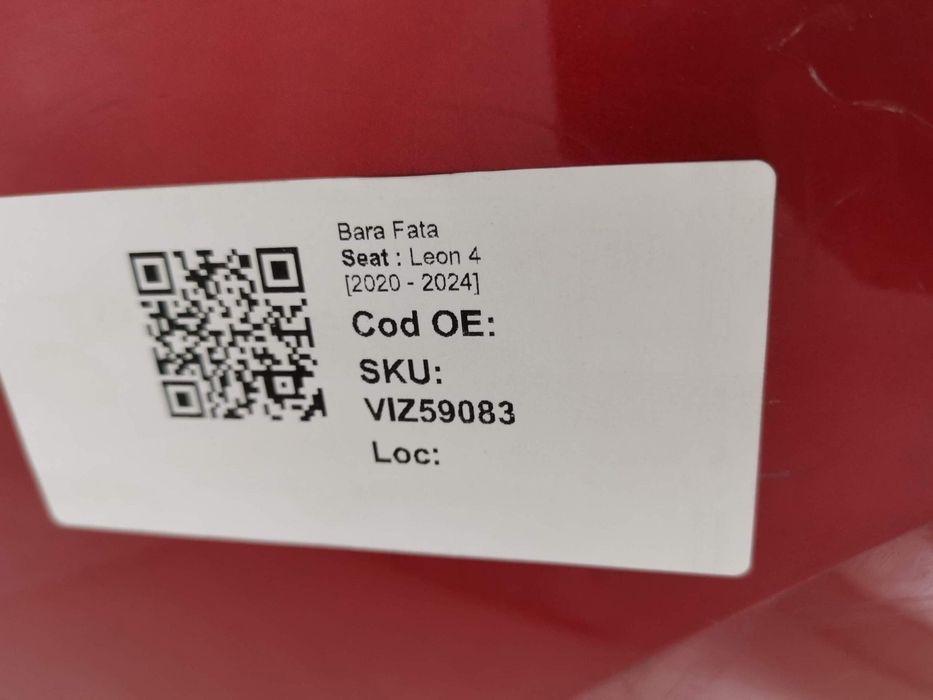 Bara Fata
Seat : Leon 4
[2020 - 2024]
Cod OE:
SKU:
VIZ59083
Loc: